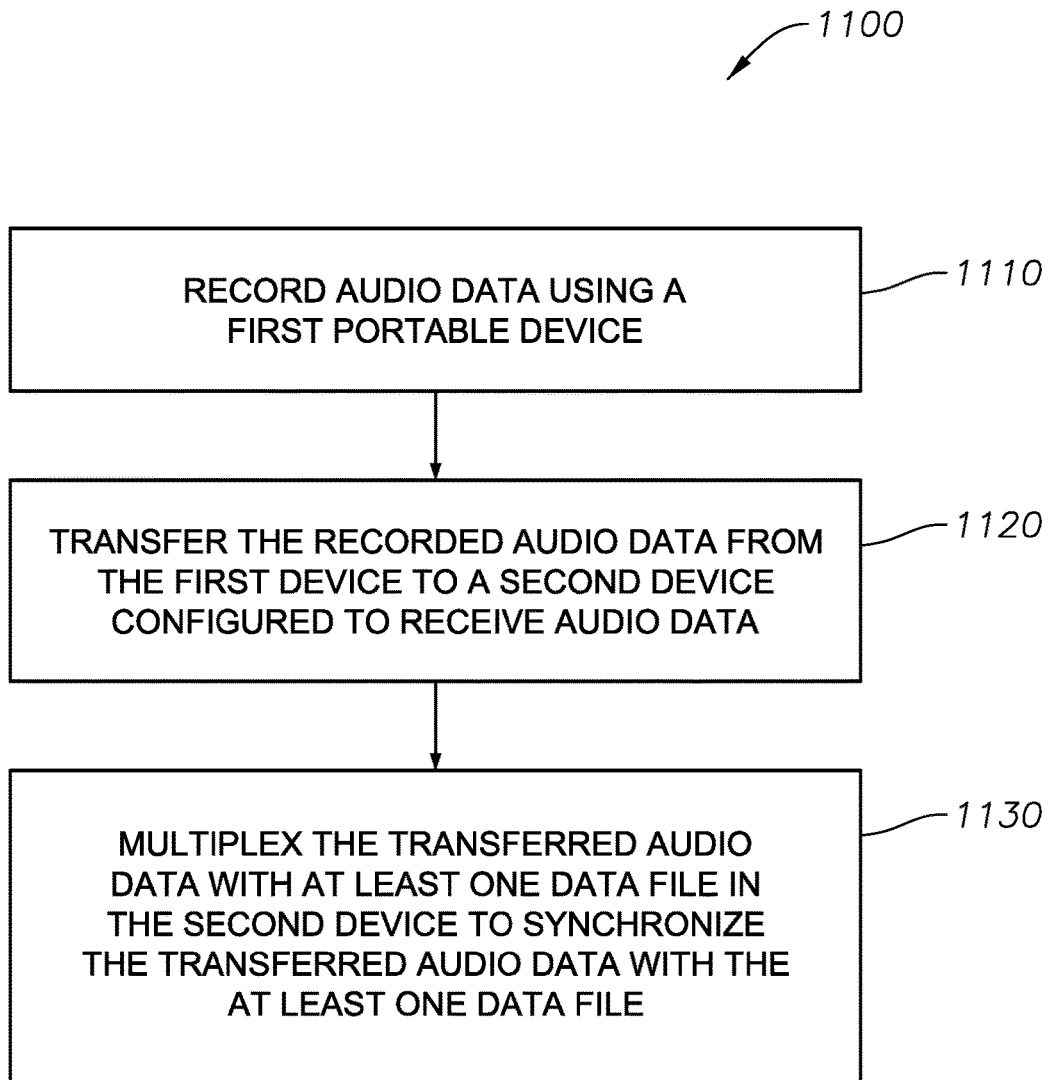 1100
RECORD AUDIO DATA USING A
FIRST PORTABLE DEVICE
1110
TRANSFER THE RECORDED AUDIO DATA FROM
THE FIRST DEVICE TO A SECOND DEVICE
CONFIGURED TO RECEIVE AUDIO DATA
1120
MULTIPLEX THE TRANSFERRED AUDIO
DATA WITH AT LEAST ONE DATA FILE IN
THE SECOND DEVICE TO SYNCHRONIZE
THE TRANSFERRED AUDIO DATA WITH THE
AT LEAST ONE DATA FILE
1130